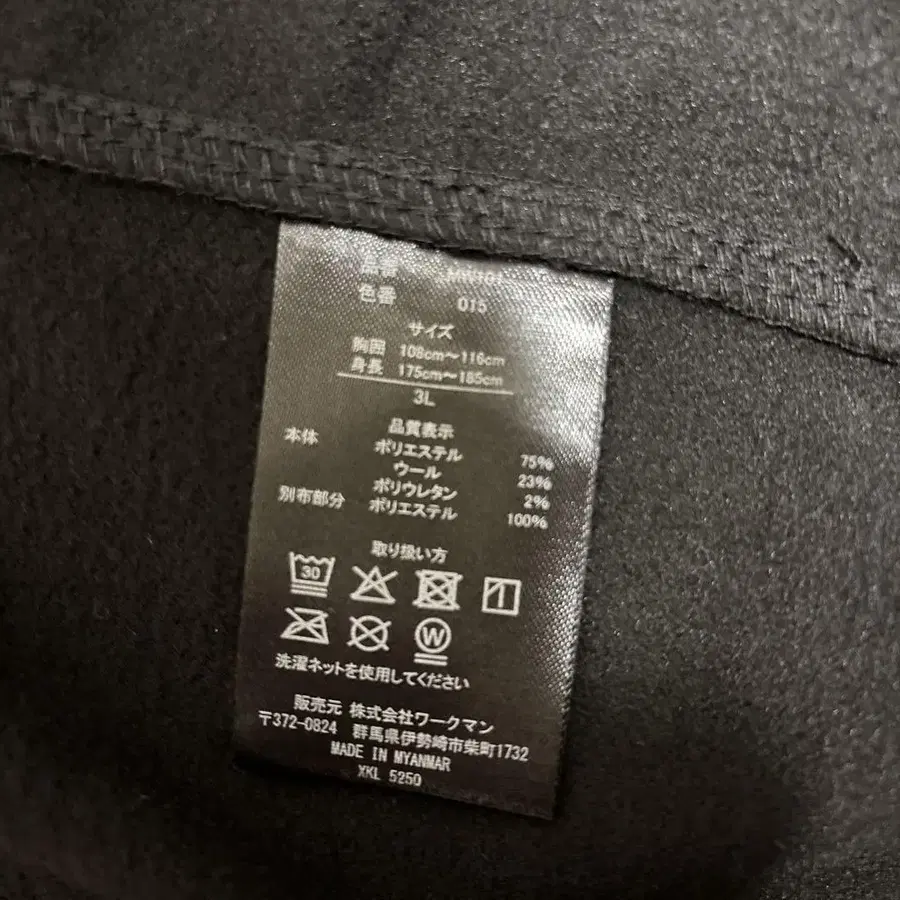 品番 MW101
色番 015
サイズ
胸囲 108cm～116cm
身長 175cm～185cm
3L
品質表示
本体 ポリエステル 75%
ウール 23%
ポリウレタン 2%
別布部分 ポリエステル 100%
取り扱い方
30
W
洗濯ネットを使用してください
販売元 株式会社ワークマン
〒372-0824 群馬県伊勢崎市柴町1732
MADE IN MYANMAR
XKL 5250